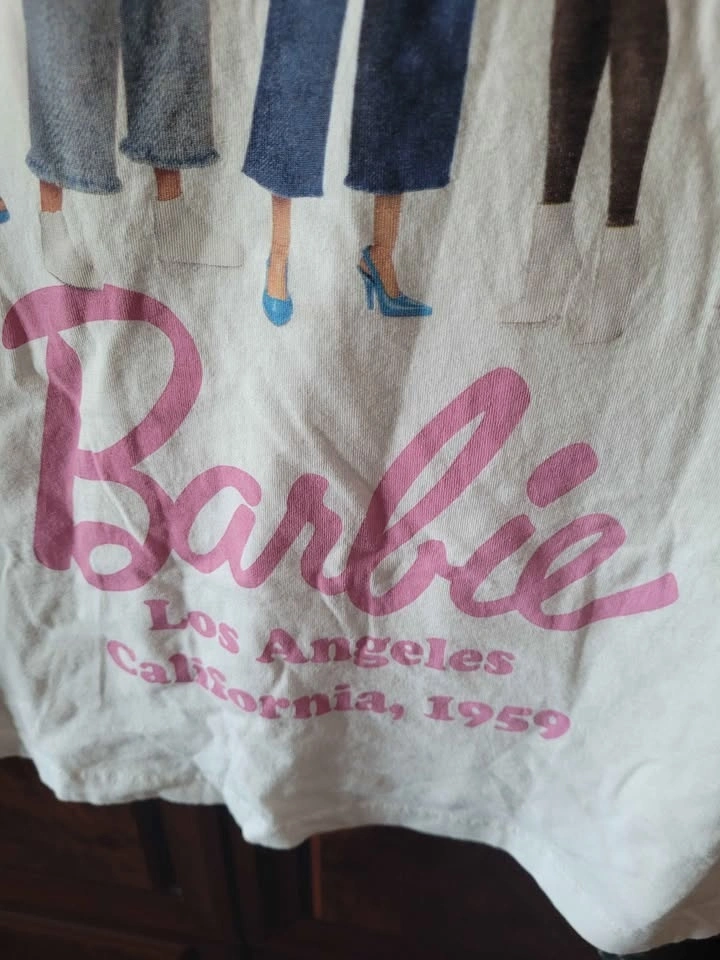 Barbie
Los Angeles
California, 1959